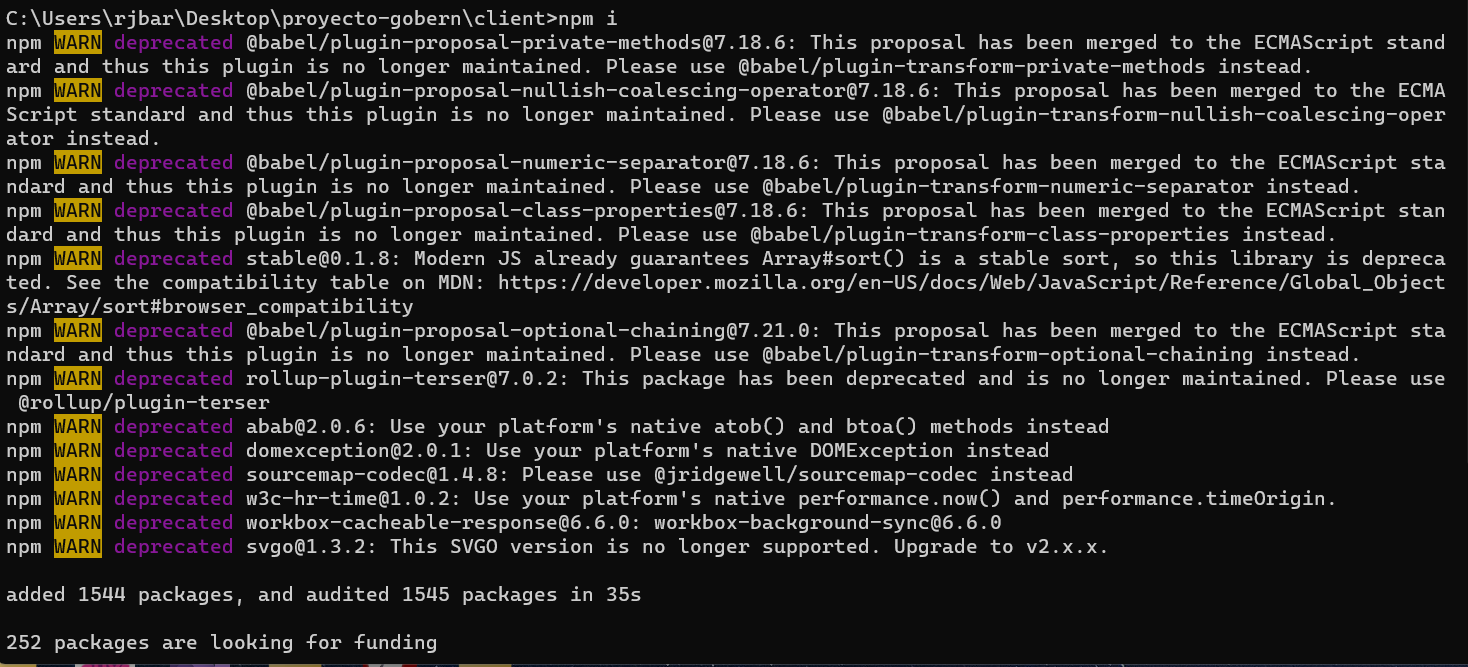 C:\Users\rjbar\Desktop\proyecto-gobern\client>npm i
npm WARN deprecated @babel/plugin-proposal-private-methods@7.18.6: This proposal has been merged to the ECMAScript stand
ard and thus this plugin is no longer maintained. Please use @babel/plugin-transform-private-methods instead.
npm WARN deprecated @babel/plugin-proposal-nullish-coalescing-operator@7.18.6: This proposal has been merged to the ECMA
Script standard and thus this plugin is no longer maintained. Please use @babel/plugin-transform-nullish-coalescing-oper
ator instead.
npm WARN deprecated @babel/plugin-proposal-numeric-separator@7.18.6: This proposal has been merged to the ECMAScript sta
ndard and thus this plugin is no longer maintained. Please use @babel/plugin-transform-numeric-separator instead.
npm WARN deprecated @babel/plugin-proposal-class-properties@7.18.6: This proposal has been merged to the ECMAScript stan
dard and thus this plugin is no longer maintained. Please use @babel/plugin-transform-class-properties instead.
npm WARN deprecated stable@0.1.8: Modern JS already guarantees Array#sort() is a stable sort, so this library is depreca
ted. See the compatibility table on MDN: https://developer.mozilla.org/en-US/docs/Web/JavaScript/Reference/Global_Object
s/Array/sort#browser_compatibility
npm WARN deprecated @babel/plugin-proposal-optional-chaining@7.21.0: This proposal has been merged to the ECMAScript sta
ndard and thus this plugin is no longer maintained. Please use @babel/plugin-transform-optional-chaining instead.
npm WARN deprecated rollup-plugin-terser@7.0.2: This package has been deprecated and is no longer maintained. Please use
@rollup/plugin-terser
npm WARN deprecated abab@2.0.6: Use your platform's native atob() and btoa() methods instead
npm WARN deprecated domexception@2.0.1: Use your platform's native DOMException instead
npm WARN deprecated sourcemap-codec@1.4.8: Please use @jridgewell/sourcemap-codec instead
npm WARN deprecated w3c-hr-time@1.0.2: Use your platform's native performance.now() and performance.timeOrigin.
npm WARN deprecated workbox-cacheable-response@6.6.0: workbox-background-sync@6.6.0
npm WARN deprecated svgo@1.3.2: This SVGO version is no longer supported. Upgrade to v2.x.x.
added 1544 packages, and audited 1545 packages in 35s
252 packages are looking for funding